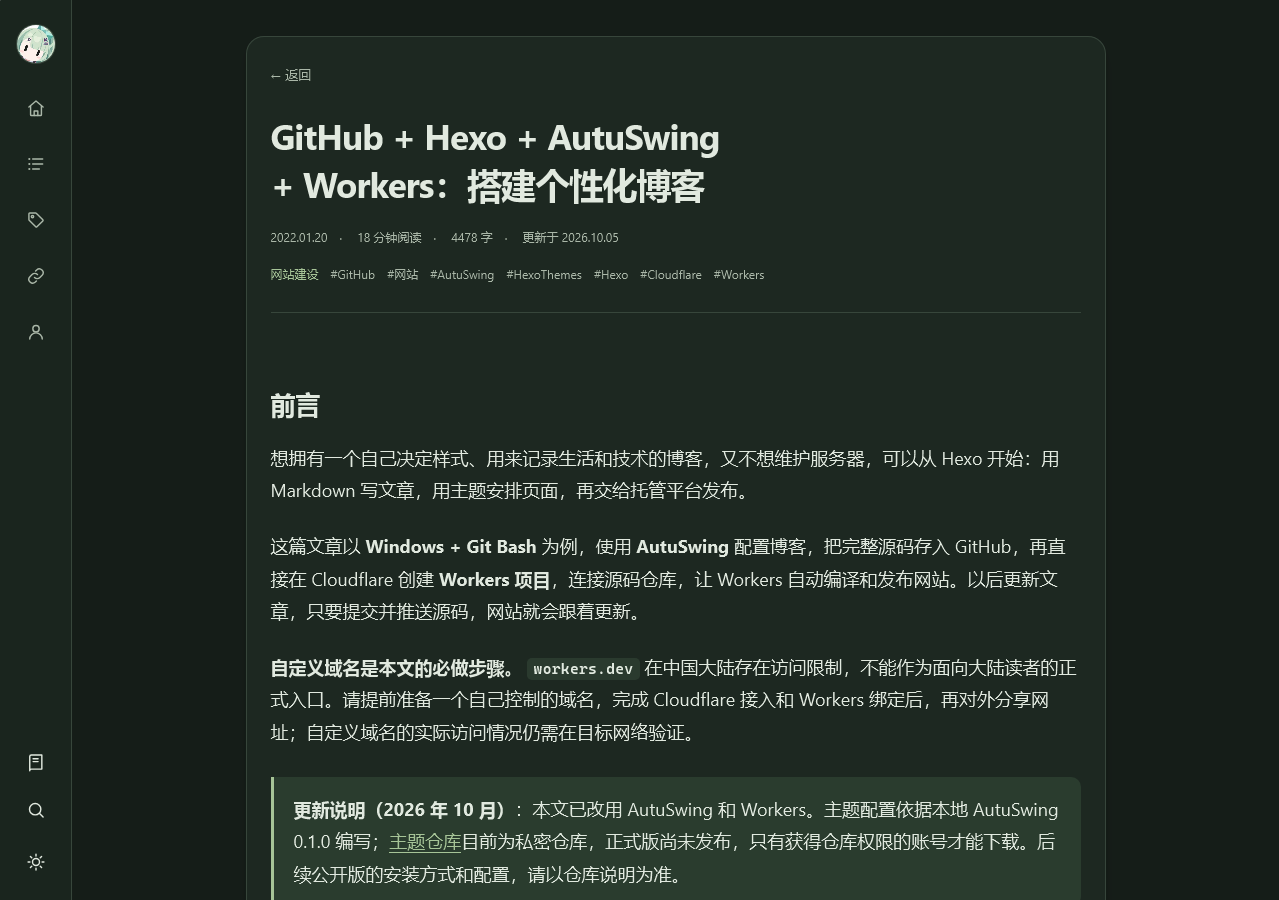 ← 返回
GitHub + Hexo + AutuSwing
+ Workers：搭建个性化博客
2022.01.20 · 18 分钟阅读 · 4478 字 · 更新于 2026.10.05
网站建设 #GitHub #网站 #AutuSwing #HexoThemes #Hexo #Cloudflare #Workers
前言
想拥有一个自己决定样式、用来记录生活和技术的博客，又不想维护服务器，可以从 Hexo 开始：用
Markdown 写文章，用主题安排页面，再交给托管平台发布。
这篇文章以 Windows + Git Bash 为例，使用 AutuSwing 配置博客，把完整源码存入 GitHub，再直
接在 Cloudflare 创建 Workers 项目，连接源码仓库，让 Workers 自动编译和发布网站。以后更新文
章，只要提交并推送源码，网站就会跟着更新。
自定义域名是本文的必做步骤。 workers.dev 在中国大陆存在访问限制，不能作为面向大陆读者的正
式入口。请提前准备一个自己控制的域名，完成 Cloudflare 接入和 Workers 绑定后，再对外分享网
址；自定义域名的实际访问情况仍需在目标网络验证。
更新说明（2026 年 10 月）：本文已改用 AutuSwing 和 Workers。主题配置依据本地 AutuSwing
0.1.0 编写；主题仓库目前为私密仓库，正式版尚未发布，只有获得仓库权限的账号才能下载。后
续公开版的安装方式和配置，请以仓库说明为准。